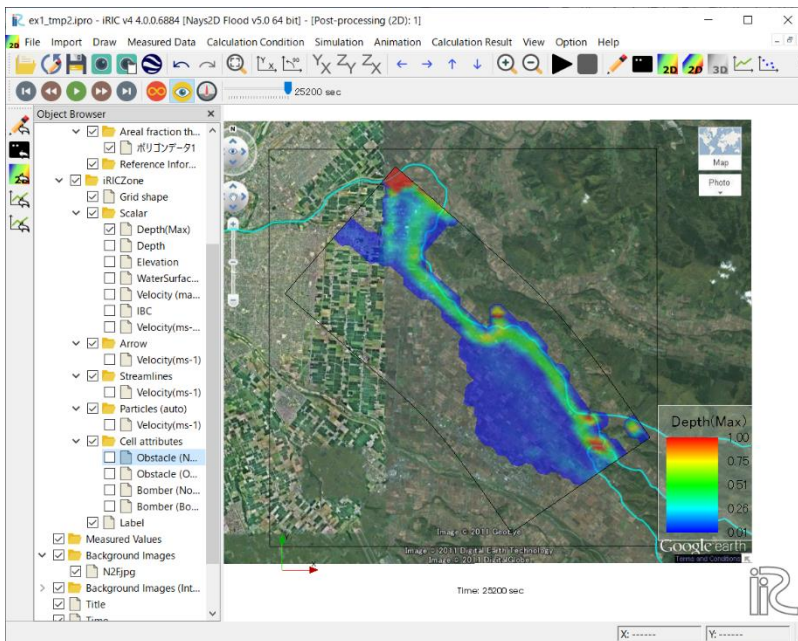 ex1_tmp2.ipro - iRIC v4 4.0.0.6884 [Nays2D Flood v5.0 64 bit] - [Post-processing (2D): 1]
File Import Draw Measured Data Calculation Condition Simulation Animation Calculation Result View Option Help
25200 sec
Object Browser
Areal fraction th...
ポリゴンデータ1
Reference Infor...
iRICZone
Grid shape
Scalar
Depth(Max)
Depth
Elevation
WaterSurfac...
Velocity (ma...
IBC
Velocity(ms-...
Arrow
Velocity(ms-1)
Streamlines
Velocity(ms-1)
Particles (auto)
Velocity(ms-1)
Cell attributes
Obstacle (N...
Obstacle (O...
Bomber (No...
Bomber (Bo...
Label
Measured Values
Background Images
N2Fjpg
Background Images (Int...
Title
Time
N
Map
Photo
Depth(Max)
1.00
0.75
0.51
0.26
0.01
Image © 2011 GeoEye
Image © 2011 Digital Earth Technology
Image © 2011 DigitalGlobe
Google earth
Terms and Conditions
Time: 25200 sec
iRIC
X: ------
Y: ------